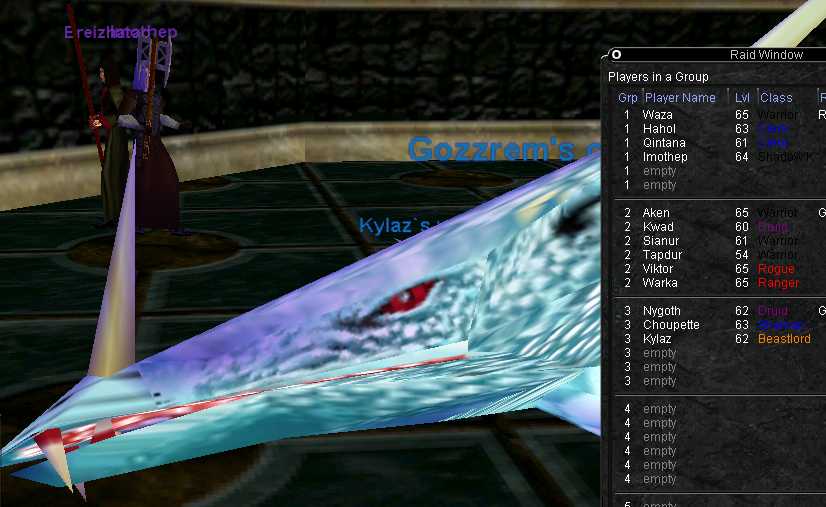 Raid Window
Players in a Group
Grp Player Name Lvl Class
1 Waza 65 Warrior R
1 Hahol 63
1 Qintana 61
1 Imothep 64 ShadowK
1 empty
1 empty
2 Aken 65 Warrior G
2 Kwad 60 Druid
2 Sianur 61 Warrior
2 Tapdur 54 Warrior
2 Viktor 65 Rogue
2 Warka 65 Ranger
3 Nygoth 62 Druid G
3 Choupette 63 Shaman
3 Kylaz 62 Beastlord
3 empty
3 empty
3 empty
4 empty
4 empty
4 empty
4 empty
4 empty
4 empty
Gozzrem's c
Kylaz`s